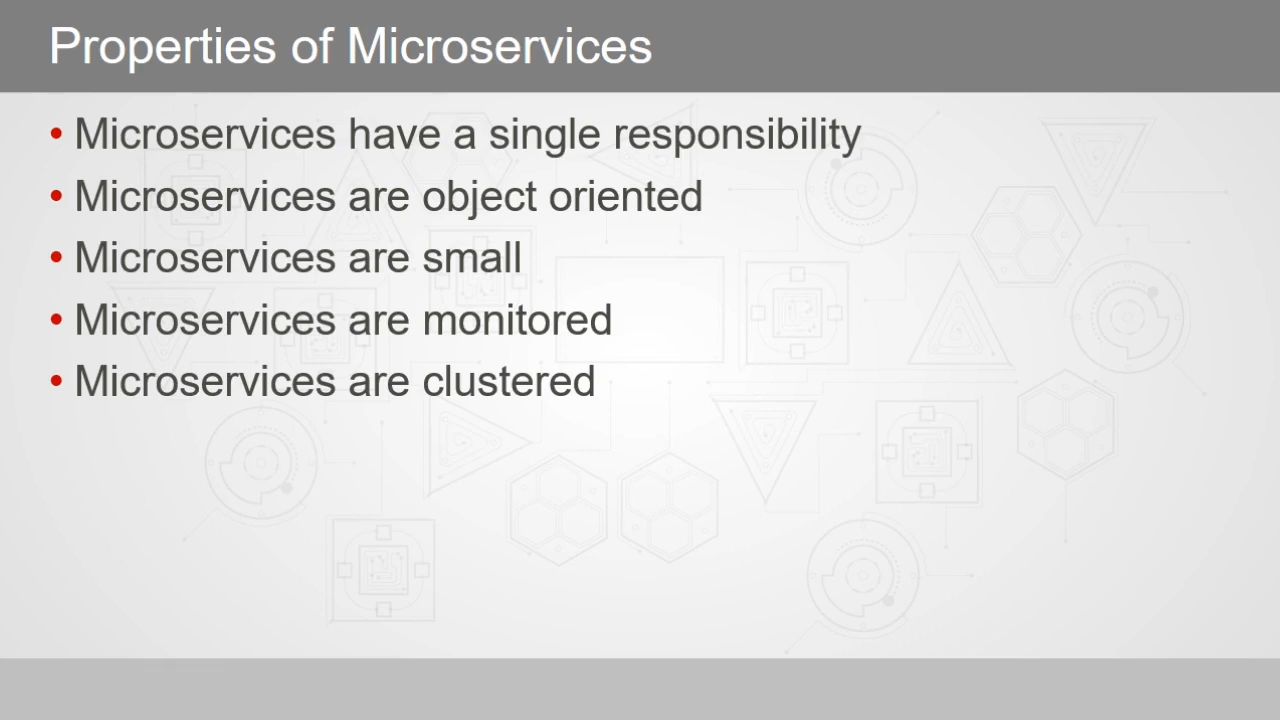 Properties of Microservices
• Microservices have a single responsibility
• Microservices are object oriented
• Microservices are small
• Microservices are monitored
• Microservices are clustered